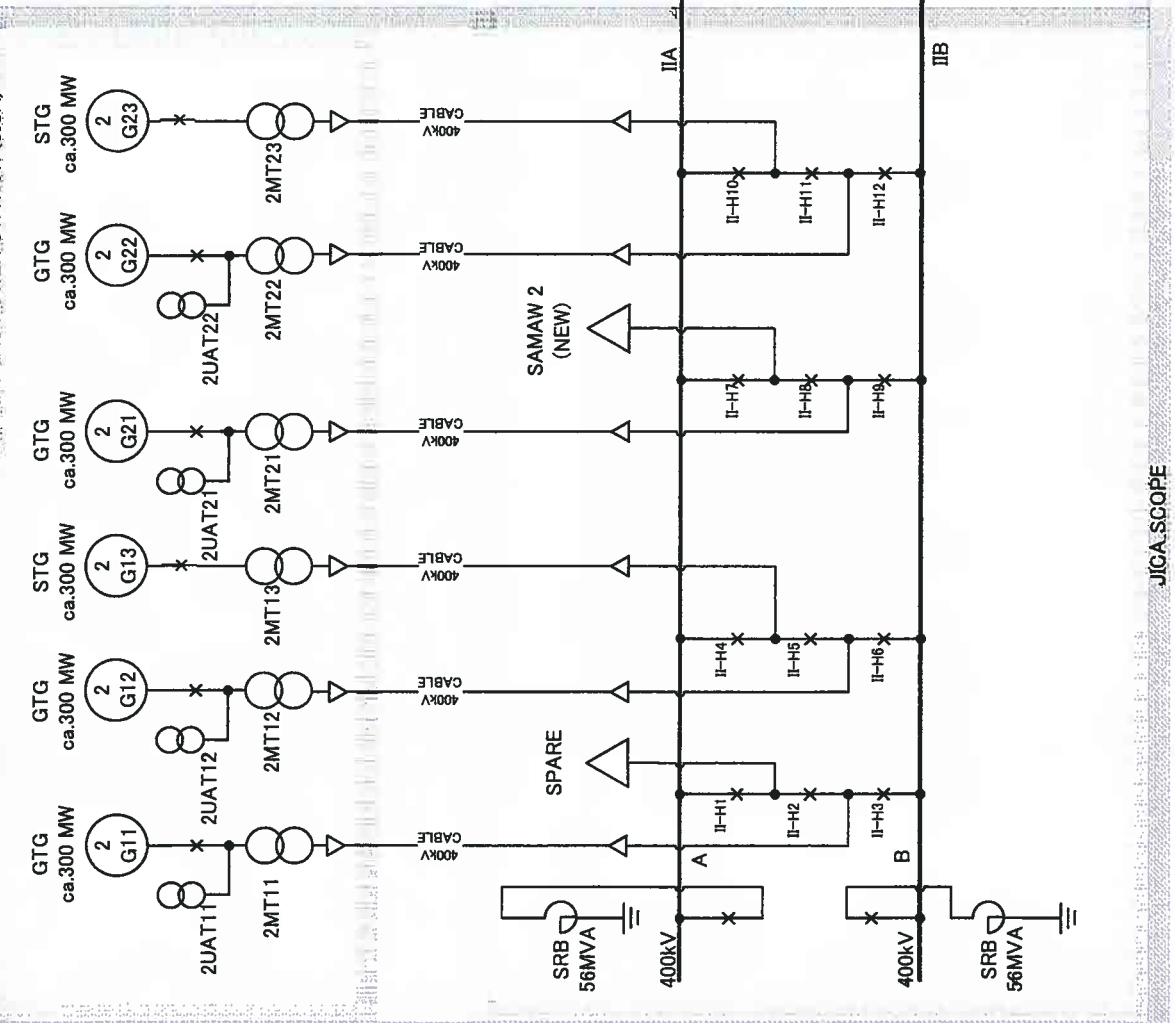 GTG
ca.300 MW
2
G11
2UAT11
2MT11
400kV
CABLE
GTG
ca.300 MW
2
G12
2UAT12
2MT12
400kV
CABLE
STG
ca.300 MW
2
G13
2MT13
400kV
CABLE
GTG
ca.300 MW
2
G21
2UAT21
2MT21
400kV
CABLE
GTG
ca.300 MW
2
G22
2UAT22
2MT22
400kV
CABLE
STG
ca.300 MW
2
G23
2MT23
400kV
CABLE
SPARE
SAMAW 2
(NEW)
SRB
56MVA
400kV
A
IIA
II-H1
II-H2
II-H3
II-H4
II-H5
II-H6
II-H7
II-H8
II-H9
II-H10
II-H11
II-H12
400kV
B
IIB
SRB
56MVA
JICA SCOPE